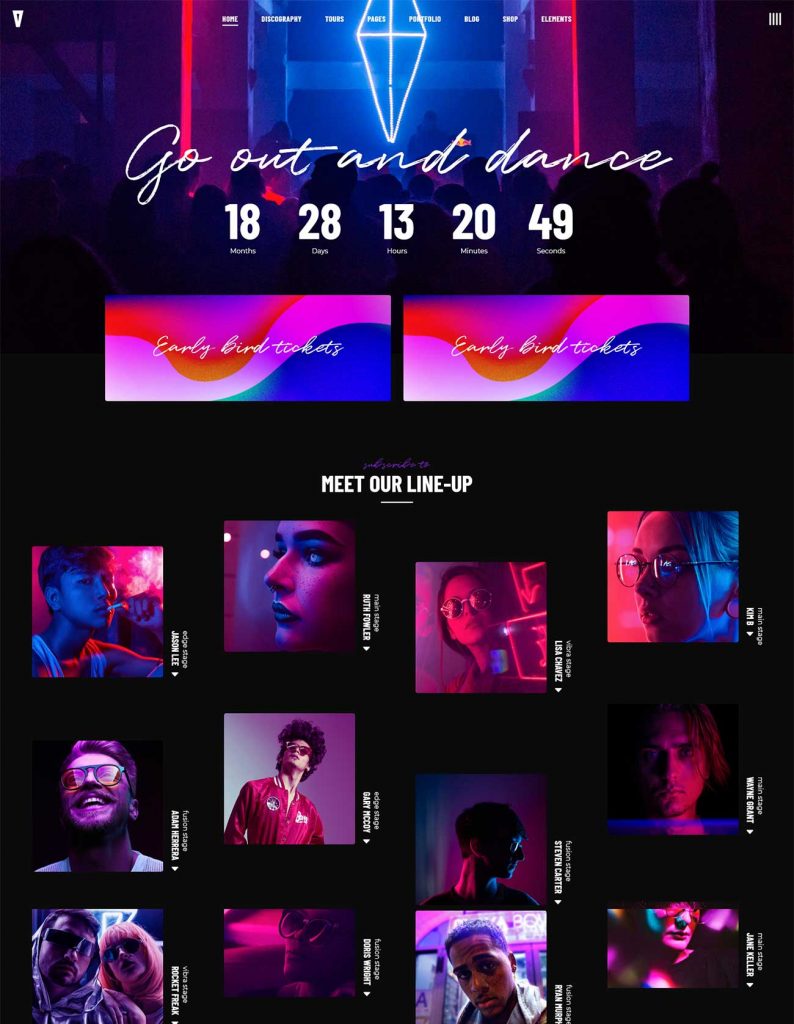 HOME DISCOGRAPHY TOURS PAGES PORTFOLIO BLOG SHOP ELEMENTS
Go out and dance
18 28 13 20 49
Months Days Hours Minutes Seconds
Early bird tickets Early bird tickets
subscribe to
MEET OUR LINE-UP
edge stage
JASON LEE
main stage
RUTH FOWLER
vibra stage
LISA CHAVEZ
main stage
KIM B
fusion stage
ADAM HERRERA
edge stage
GARY MCCOY
fusion stage
STEVEN CARTER
main stage
WAYNE GRANT
vibra stage
ROCKET FREAK
fusion stage
DORIS WRIGHT
fusion stage
RYAN MURPH
main stage
JANE KELLER